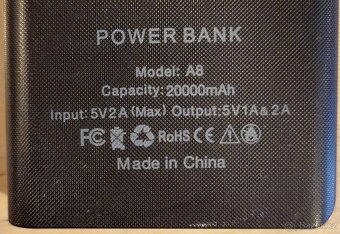 POWER BANK
Model: A8
Capacity: 20000mAh
Input: 5V2A (Max) Output: 5V1A & 2A
FC RoHS CE
Made in China